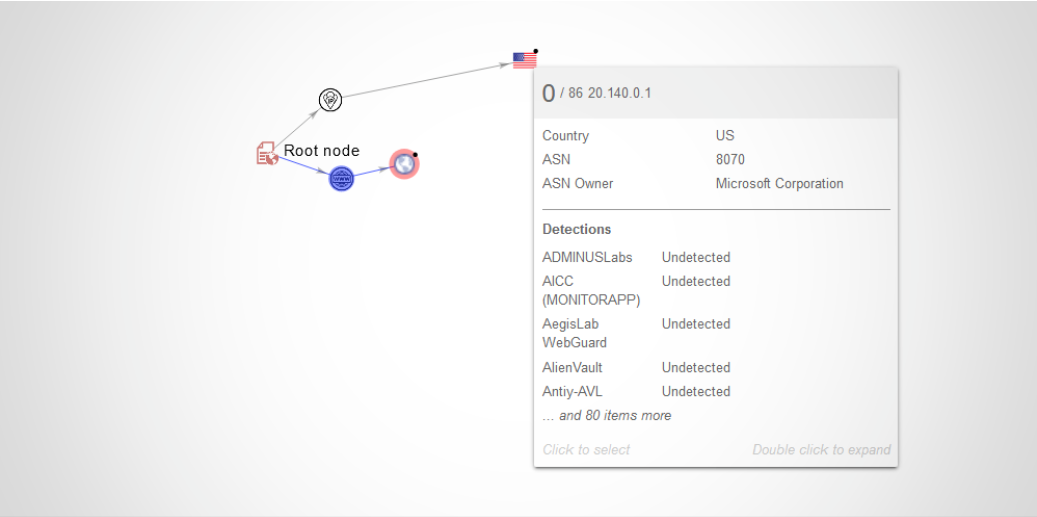 Root node
WWW
0 / 86 20.140.0.1
Country US
ASN 8070
ASN Owner Microsoft Corporation
Detections
ADMINUSLabs Undetected
AICC Undetected
(MONITORAPP)
AegisLab Undetected
WebGuard
AlienVault Undetected
Antiy-AVL Undetected
... and 80 items more
Click to select Double click to expand